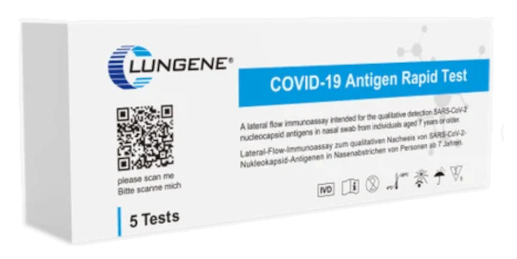 CLUNGENE®
COVID-19 Antigen Rapid Test
A lateral flow immunoassay intended for the qualitative detection SARS-CoV-2
nucleocapsid antigens in nasal swab from individuals aged 7 years or older.
Lateral-Flow-Immunoassay zum qualitativen Nachweis von SARS-CoV-2-
Nukleokapsid-Antigenen in Nasenabstrichen von Personen ab 7 Jahren.
please scan me
Bitte scanne mich
IVD
5 Tests